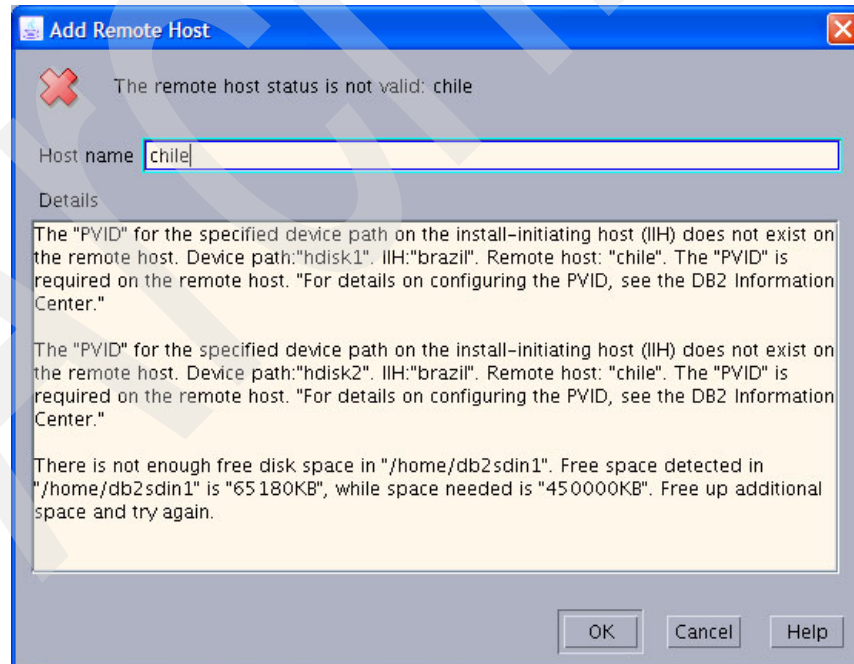 Add Remote Host
The remote host status is not valid: chile
Host name chile
Details
The "PVID" for the specified device path on the install-initiating host (IIH) does not exist on
the remote host. Device path:"hdisk1". IIH:"brazil". Remote host: "chile". The "PVID" is
required on the remote host. "For details on configuring the PVID, see the DB2 Information
Center."
The "PVID" for the specified device path on the install-initiating host (IIH) does not exist on
the remote host. Device path:"hdisk2". IIH:"brazil". Remote host: "chile". The "PVID" is
required on the remote host. "For details on configuring the PVID, see the DB2 Information
Center."
There is not enough free disk space in "/home/db2sdin1". Free space detected in
"/home/db2sdin1" is "65180KB", while space needed is "450000KB". Free up additional
space and try again.
OK Cancel Help